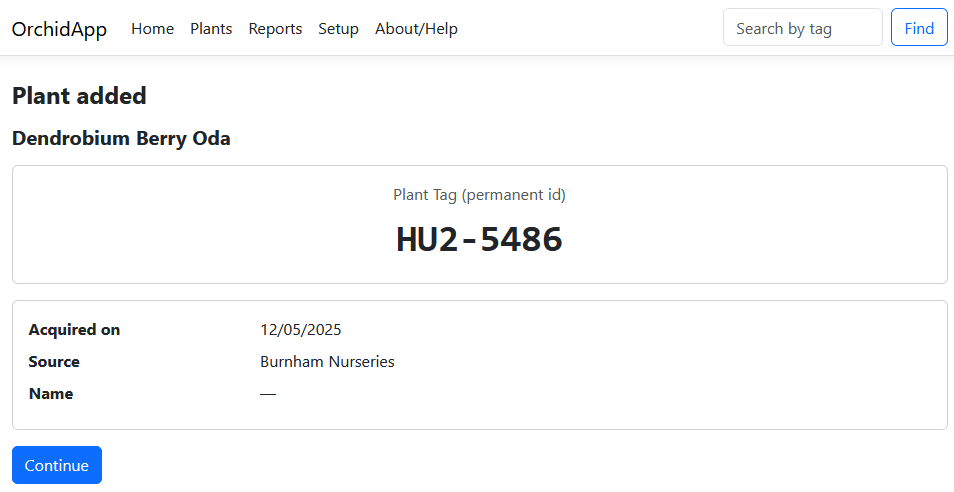 OrchidApp Home Plants Reports Setup About/Help Search by tag Find
Plant added
Dendrobium Berry Oda
Plant Tag (permanent id)
HU2-5486
Acquired on 12/05/2025
Source Burnham Nurseries
Name —
Continue